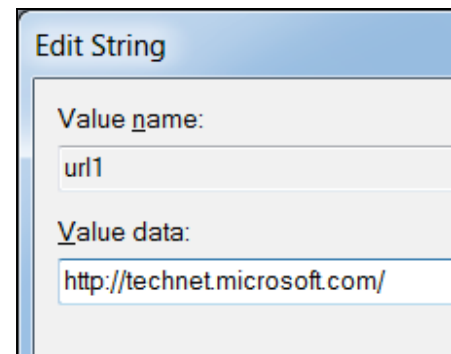 Edit String
Value name:
url1
Value data:
http://technet.microsoft.com/